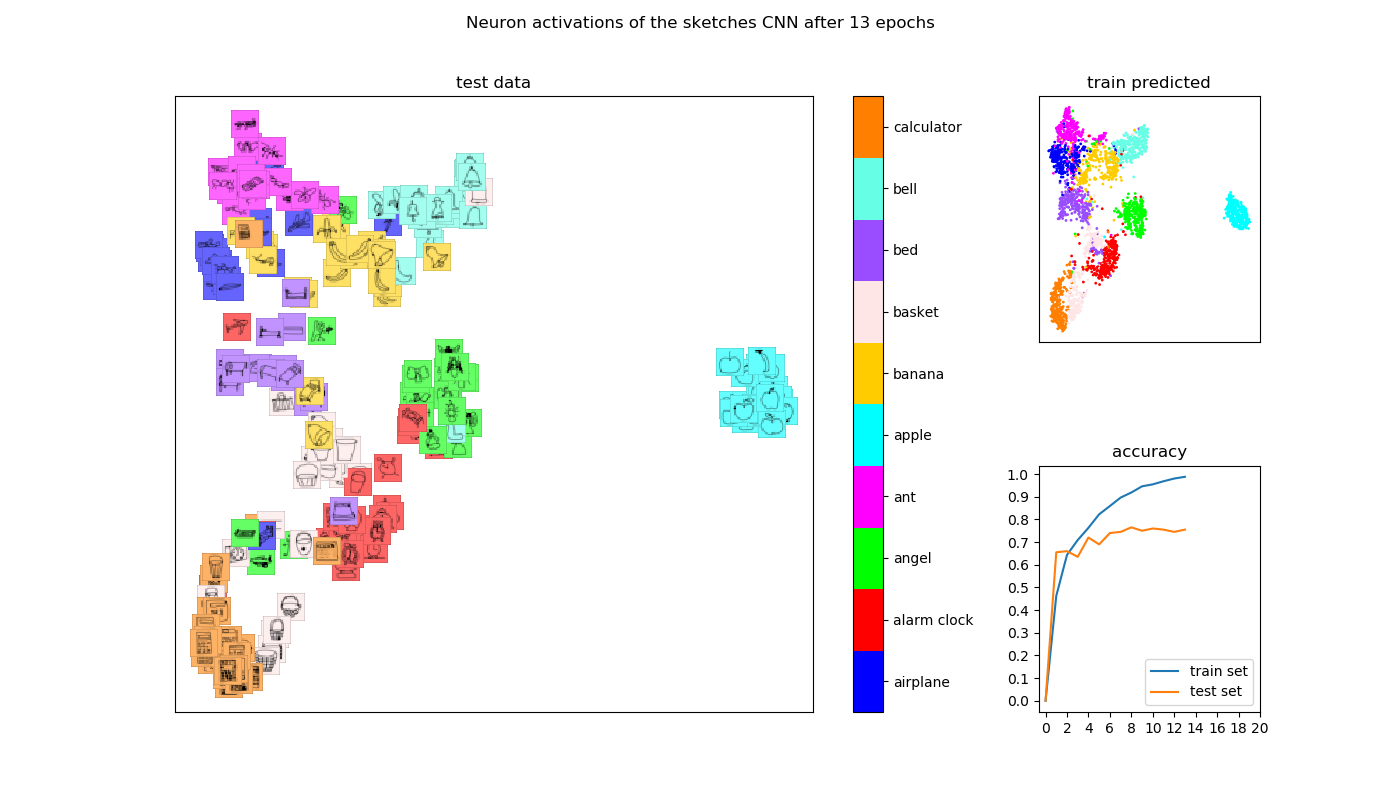 Neuron activations of the sketches CNN after 13 epochs
test data
calculator
bell
bed
basket
banana
apple
ant
angel
alarm clock
airplane
train predicted
accuracy
1.0
0.9
0.8
0.7
0.6
0.5
0.4
0.3
0.2
0.1
0.0
train set
test set
0 2 4 6 8 10 12 14 16 18 20